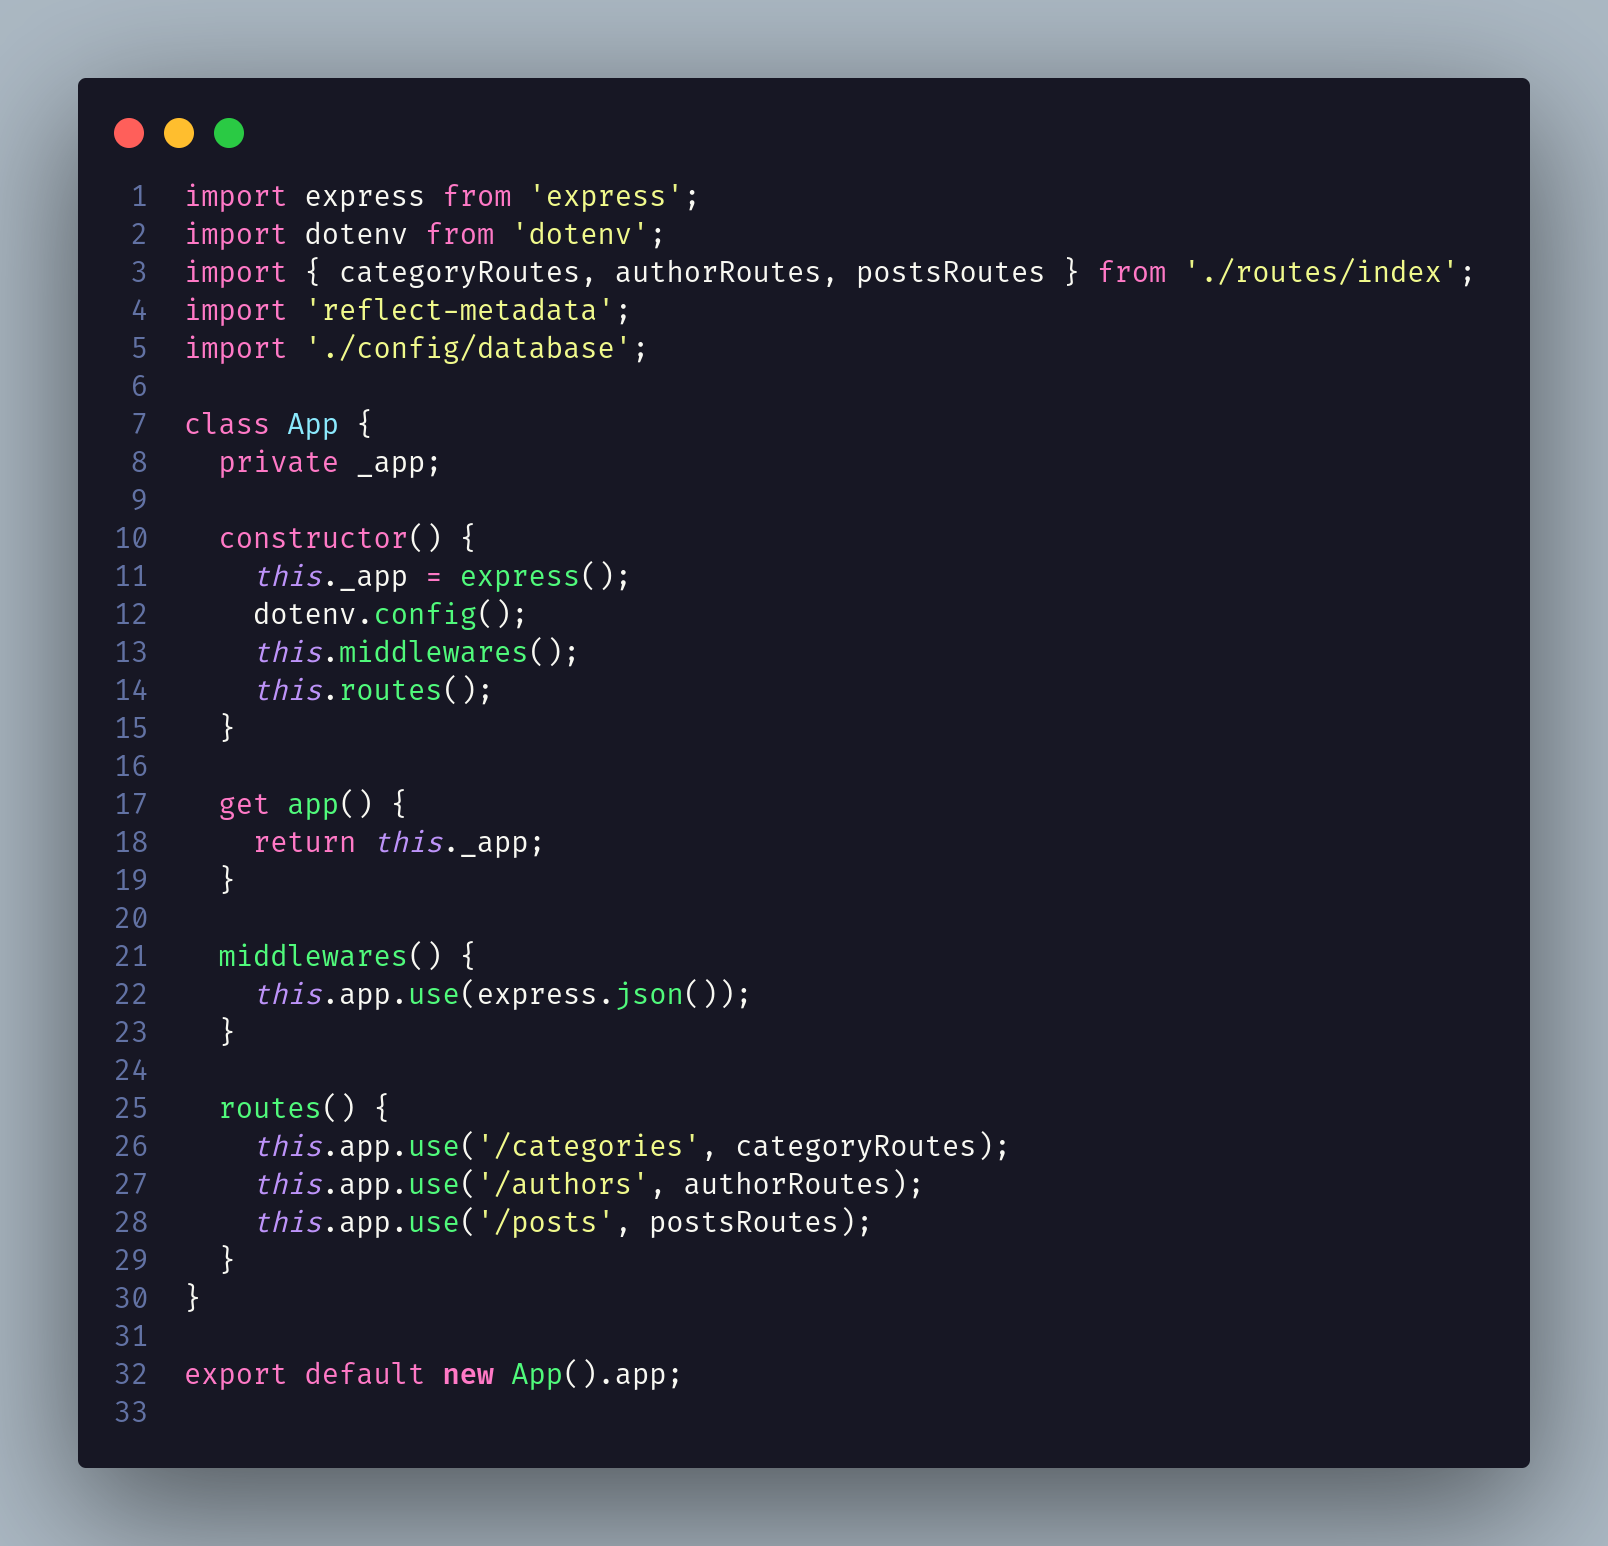 1 import express from 'express';
2 import dotenv from 'dotenv';
3 import { categoryRoutes, authorRoutes, postsRoutes } from './routes/index';
4 import 'reflect-metadata';
5 import './config/database';
6
7 class App {
8   private _app;
9
10   constructor() {
11     this._app = express();
12     dotenv.config();
13     this.middlewares();
14     this.routes();
15   }
16
17   get app() {
18     return this._app;
19   }
20
21   middlewares() {
22     this.app.use(express.json());
23   }
24
25   routes() {
26     this.app.use('/categories', categoryRoutes);
27     this.app.use('/authors', authorRoutes);
28     this.app.use('/posts', postsRoutes);
29   }
30 }
31
32 export default new App().app;
33